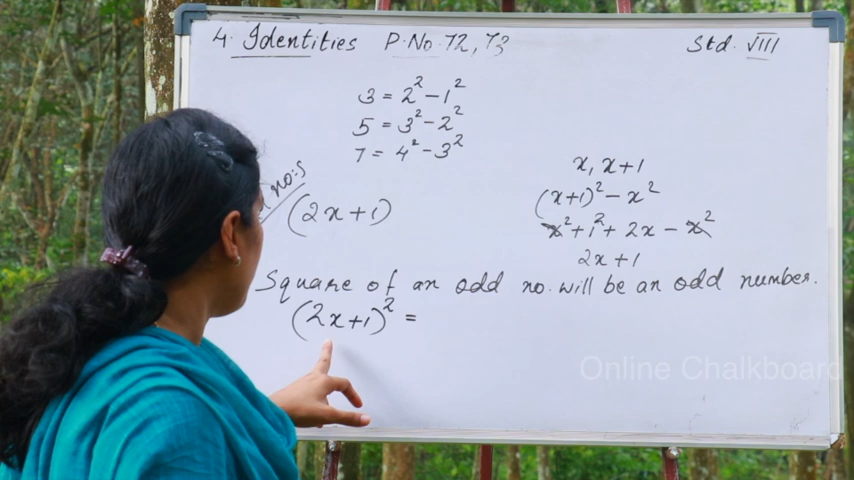 4. Identities P.No. 72, 73 Std. VIII
3 = 2² – 1²
5 = 3² – 2²
7 = 4² – 3²
no:s
(2x+1)
x, x+1
(x+1)² – x²
x² + 1² + 2x – x²
2x+1
Square of an odd no. will be an odd number.
(2x+1)² =
Online Chalkboard